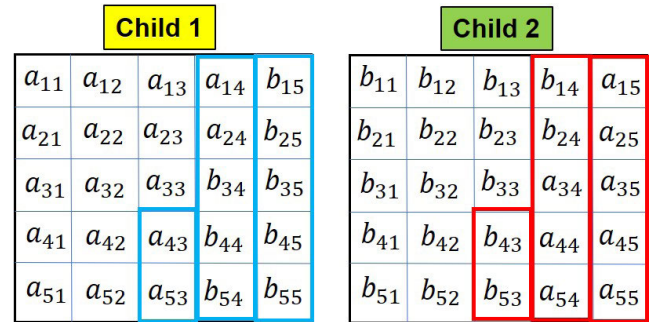 Child 1 Child 2
a₁₁ a₁₂ a₁₃ a₁₄ b₁₅ b₁₁ b₁₂ b₁₃ b₁₄ a₁₅
a₂₁ a₂₂ a₂₃ a₂₄ b₂₅ b₂₁ b₂₂ b₂₃ b₂₄ a₂₅
a₃₁ a₃₂ a₃₃ b₃₄ b₃₅ b₃₁ b₃₂ b₃₃ a₃₄ a₃₅
a₄₁ a₄₂ a₄₃ b₄₄ b₄₅ b₄₁ b₄₂ b₄₃ a₄₄ a₄₅
a₅₁ a₅₂ a₅₃ b₅₄ b₅₅ b₅₁ b₅₂ b₅₃ a₅₄ a₅₅